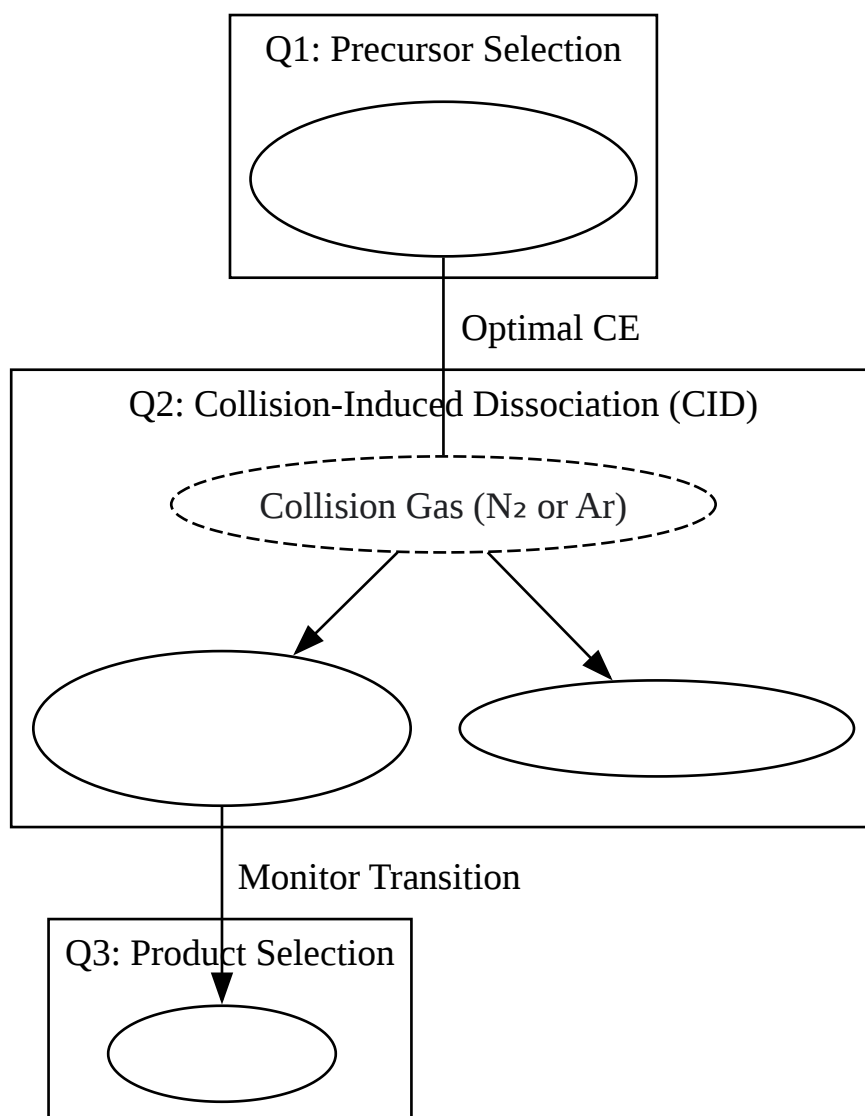 Q1: Precursor Selection
Optimal CE
Q2: Collision-Induced Dissociation (CID)
Collision Gas (N₂ or Ar)
Monitor Transition
Q3: Product Selection